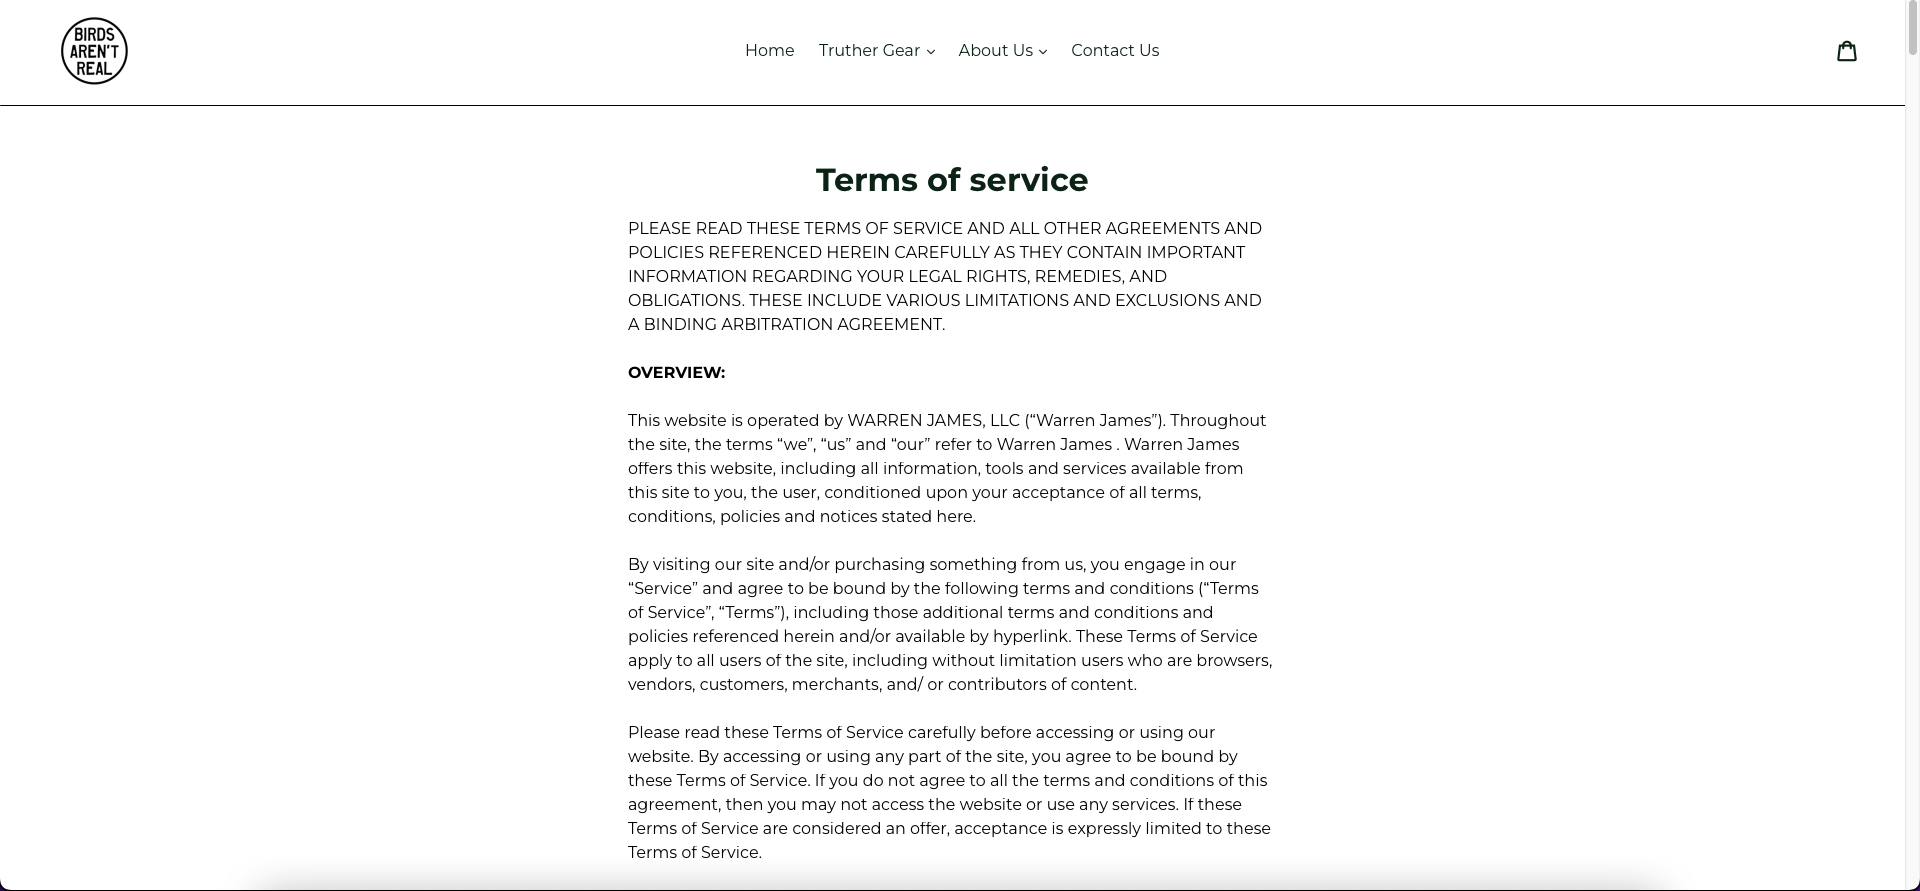 BIRDS
AREN'T
REAL
Home Truther Gear About Us Contact Us
Terms of service
PLEASE READ THESE TERMS OF SERVICE AND ALL OTHER AGREEMENTS AND
POLICIES REFERENCED HEREIN CAREFULLY AS THEY CONTAIN IMPORTANT
INFORMATION REGARDING YOUR LEGAL RIGHTS, REMEDIES, AND
OBLIGATIONS. THESE INCLUDE VARIOUS LIMITATIONS AND EXCLUSIONS AND
A BINDING ARBITRATION AGREEMENT.
OVERVIEW:
This website is operated by WARREN JAMES, LLC (“Warren James”). Throughout
the site, the terms “we”, “us” and “our” refer to Warren James . Warren James
offers this website, including all information, tools and services available from
this site to you, the user, conditioned upon your acceptance of all terms,
conditions, policies and notices stated here.
By visiting our site and/or purchasing something from us, you engage in our
“Service” and agree to be bound by the following terms and conditions (“Terms
of Service”, “Terms”), including those additional terms and conditions and
policies referenced herein and/or available by hyperlink. These Terms of Service
apply to all users of the site, including without limitation users who are browsers,
vendors, customers, merchants, and/ or contributors of content.
Please read these Terms of Service carefully before accessing or using our
website. By accessing or using any part of the site, you agree to be bound by
these Terms of Service. If you do not agree to all the terms and conditions of this
agreement, then you may not access the website or use any services. If these
Terms of Service are considered an offer, acceptance is expressly limited to these
Terms of Service.